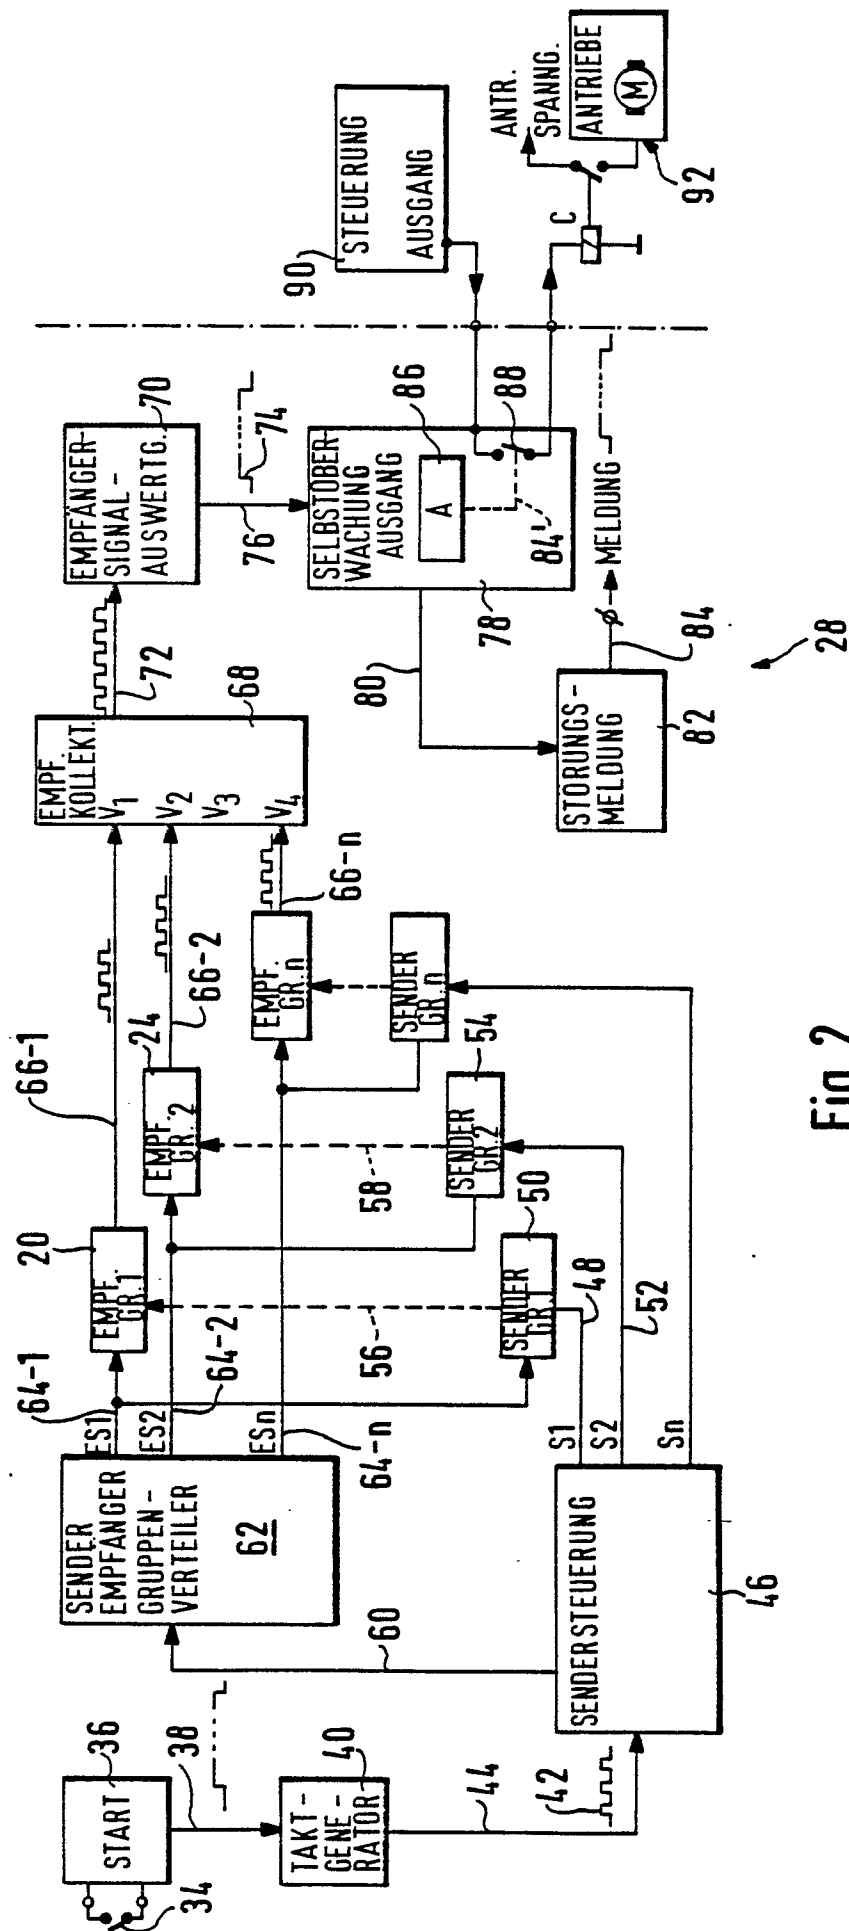 34
START
36
38
TAKT-
GENE-
RATOR
40
44
42
SENDERSTEUERUNG
46
S1
S2
Sn
60
SENDER
EMPFÄNGER
GRUPPEN-
VERTEILER
62
ES1
ES2
ESn
64-1
64-2
64-n
EMPF.
GR.1
20
EMPF.
GR.2
24
EMPF.
GR.n
56
58
SENDER
GR.1
50
48
SENDER
GR.2
54
52
SENDER
GR.n
66-1
66-2
66-n
EMPF.
KOLLEKT.
V1
V2
V3
V4
68
72
EMPFÄNGER-
SIGNAL-
AUSWERTG.
70
76
74
SELBSTÜBER-
WACHUNG
AUSGANG
A
86
88
84'
78
80
STÖRUNGS-
MELDUNG
82
84
MELDUNG
28
90
STEUERUNG
AUSGANG
C
ANTR.
SPANNG.
ANTRIEBE
M
92
Fig. 2